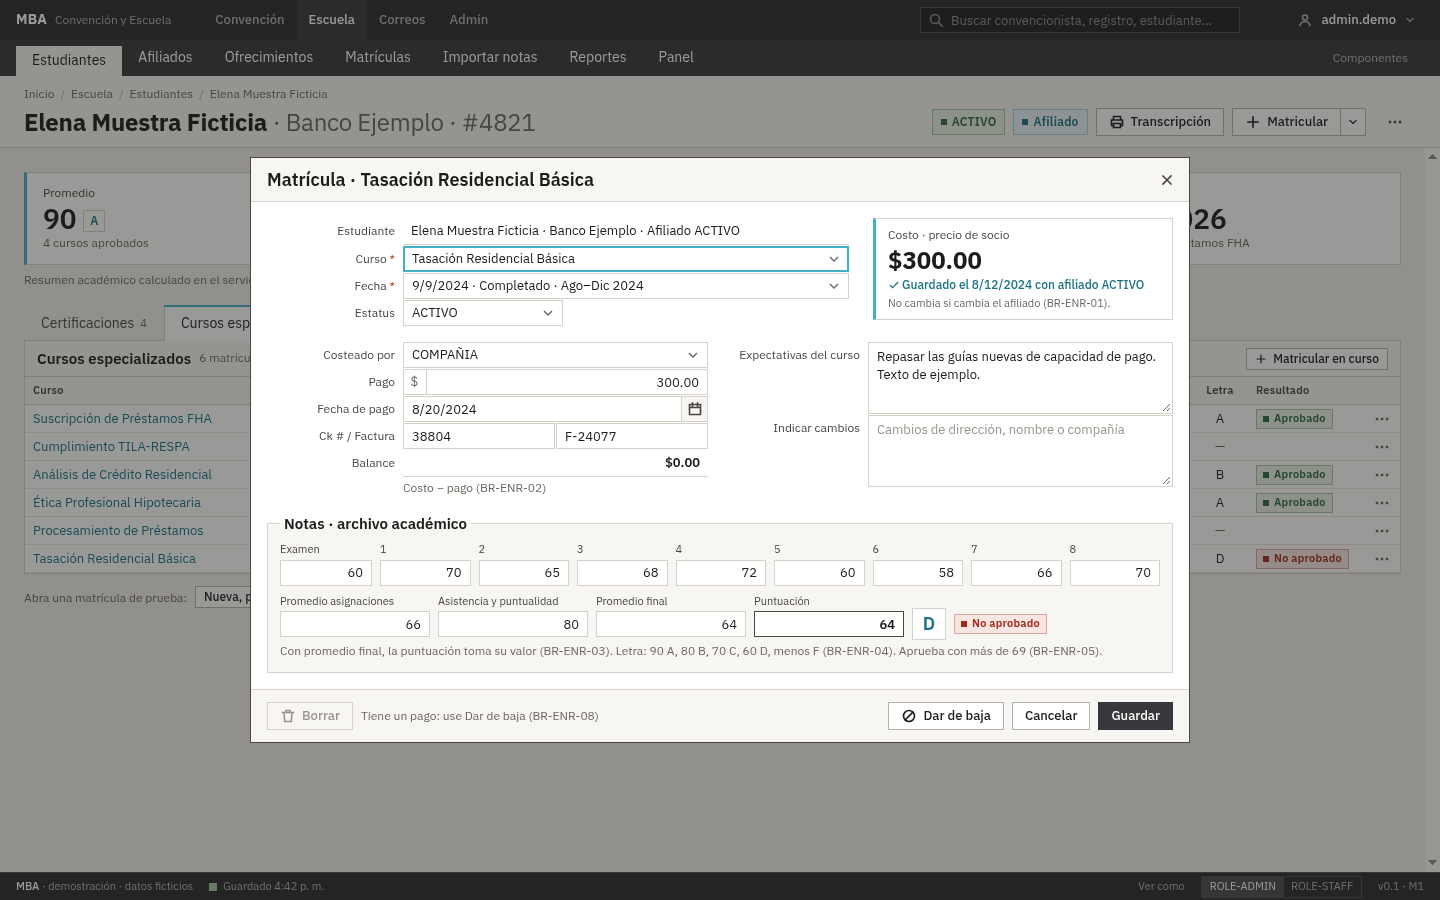 MBA Convención y Escuela Convención Escuela Correos Admin Buscar convencionista, registro, estudiante... admin.demo
Estudiantes Afiliados Ofrecimientos Matrículas Importar notas Reportes Panel Componentes
Inicio / Escuela / Estudiantes / Elena Muestra Ficticia
Elena Muestra Ficticia · Banco Ejemplo · #4821 ACTIVO Afiliado Transcripción Matricular
Matrícula · Tasación Residencial Básica
Promedio
90 A
4 cursos aprobados
26
tamos FHA
Resumen académico calculado en el servi
Certificaciones 4 Cursos esp
Cursos especializados 6 matrícu Matricular en curso
Curso Letra Resultado
Suscripción de Préstamos FHA A Aprobado
Cumplimiento TILA-RESPA —
Análisis de Crédito Residencial B Aprobado
Ética Profesional Hipotecaria A Aprobado
Procesamiento de Préstamos —
Tasación Residencial Básica D No aprobado
Abra una matrícula de prueba: Nueva, p
Estudiante Elena Muestra Ficticia · Banco Ejemplo · Afiliado ACTIVO
Curso * Tasación Residencial Básica
Fecha * 9/9/2024 · Completado · Ago–Dic 2024
Estatus ACTIVO
Costo · precio de socio
$300.00
Guardado el 8/12/2024 con afiliado ACTIVO
No cambia si cambia el afiliado (BR-ENR-01).
Costeado por COMPAÑIA
Pago $ 300.00
Fecha de pago 8/20/2024
Ck # / Factura 38804 F-24077
Balance $0.00
Costo – pago (BR-ENR-02)
Expectativas del curso Repasar las guías nuevas de capacidad de pago.
Texto de ejemplo.
Indicar cambios Cambios de dirección, nombre o compañía
Notas · archivo académico
Examen 1 2 3 4 5 6 7 8
60 70 65 68 72 60 58 66 70
Promedio asignaciones Asistencia y puntualidad Promedio final Puntuación
66 80 64 64 D No aprobado
Con promedio final, la puntuación toma su valor (BR-ENR-03). Letra: 90 A, 80 B, 70 C, 60 D, menos F (BR-ENR-04). Aprueba con más de 69 (BR-ENR-05).
Borrar Tiene un pago: use Dar de baja (BR-ENR-08) Dar de baja Cancelar Guardar
MBA · demostración · datos ficticios Guardado 4:42 p. m. Ver como ROLE-ADMIN ROLE-STAFF v0.1 · M1